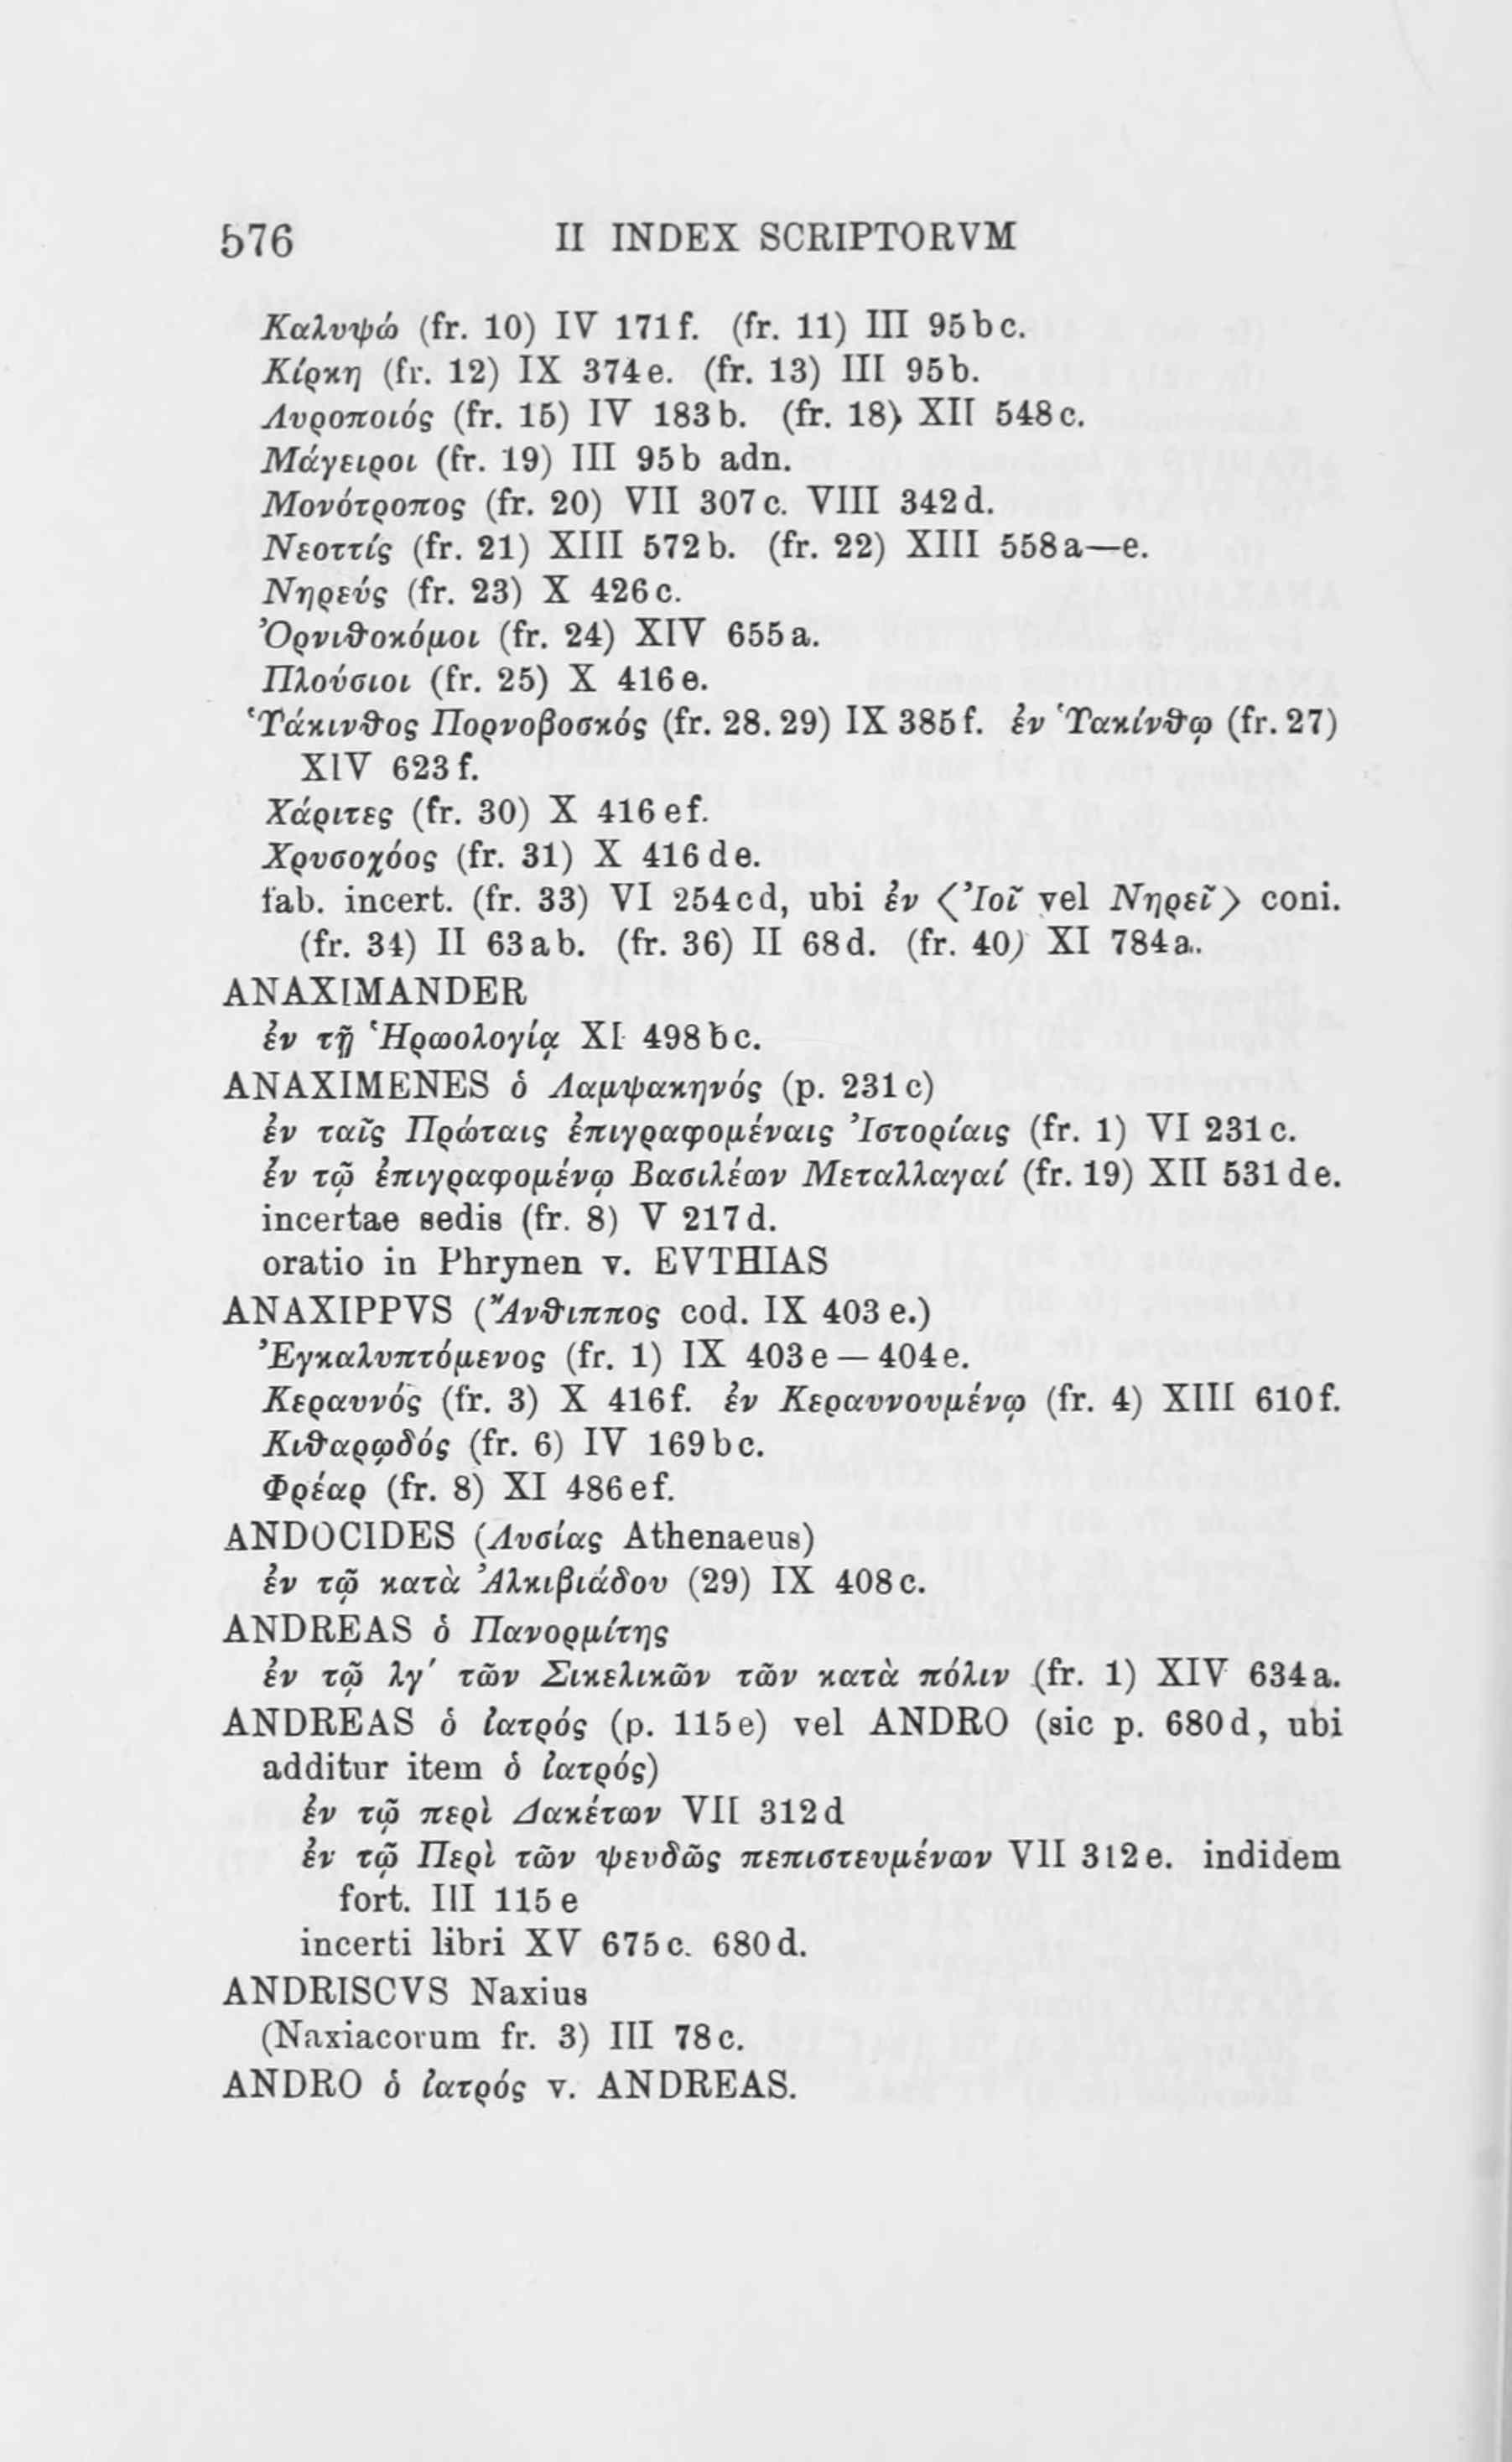 576 II INDEX SCRIPTORVM
Καλυψώ (fr. 10) IV 171f. (fr. 11) III 95bc.
Κίρκη (fr. 12) IX 374e. (fr. 13) III 95b.
Λυροποιός (fr. 15) IV 183b. (fr. 18) XII 548c.
Μάγειροι (fr. 19) III 95b adn.
Μονότροπος (fr. 20) VII 307c. VIII 342d.
Νεοττίς (fr. 21) XIII 572b. (fr. 22) XIII 558a—e.
Νηρεύς (fr. 23) X 426c.
Ὀρνιθοκόμοι (fr. 24) XIV 655a.
Πλούσιοι (fr. 25) X 416e.
Ὑάκινθος Πορνοβοσκός (fr. 28. 29) IX 385f. ἐν Ὑακίνθῳ (fr. 27)
XIV 623f.
Χάριτες (fr. 30) X 416ef.
Χρυσοχόος (fr. 31) X 416de.
fab. incert. (fr. 33) VI 254cd, ubi ἐν <Ἰοῖ vel Νηρεῖ> coni.
(fr. 34) II 63ab. (fr. 36) II 68d. (fr. 40) XI 784a.
ANAXIMANDER
ἐν τῇ Ἡρωολογίᾳ XI 498bc.
ANAXIMENES ὁ Λαμψακηνός (p. 231c)
ἐν ταῖς Πρώταις ἐπιγραφομέναις Ἰστορίαις (fr. 1) VI 231c.
ἐν τῷ ἐπιγραφομένῳ Βασιλέων Μεταλλαγαί (fr. 19) XII 531de.
incertae sedis (fr. 8) V 217d.
oratio in Phrynen v. EVTHIAS
ANAXIPPVS (Ἄνθιππος cod. IX 403e.)
Ἐγκαλυπτόμενος (fr. 1) IX 403e — 404e.
Κεραυνός (fr. 3) X 416f. ἐν Κεραυνουμένῳ (fr. 4) XIII 610f.
Κιθαρῳδός (fr. 6) IV 169bc.
Φρέαρ (fr. 8) XI 486ef.
ANDOCIDES (Λυσίας Athenaeus)
ἐν τῷ κατὰ Ἀλκιβιάδου (29) IX 408c.
ANDREAS ὁ Πανορμίτης
ἐν τῷ λγʹ τῶν Σικελικῶν τῶν κατὰ πόλιν (fr. 1) XIV 634a.
ANDREAS ὁ ἰατρός (p. 115e) vel ANDRO (sic p. 680d, ubi
additur item ὁ ἰατρός)
ἐν τῷ περὶ Δακέτων VII 312d
ἐν τῷ Περὶ τῶν ψευδῶς πεπιστευμένων VII 312e. indidem
fort. III 115e
incerti libri XV 675c. 680d.
ANDRISCVS Naxius
(Naxiacorum fr. 3) III 78c.
ANDRO ὁ ἰατρός v. ANDREAS.